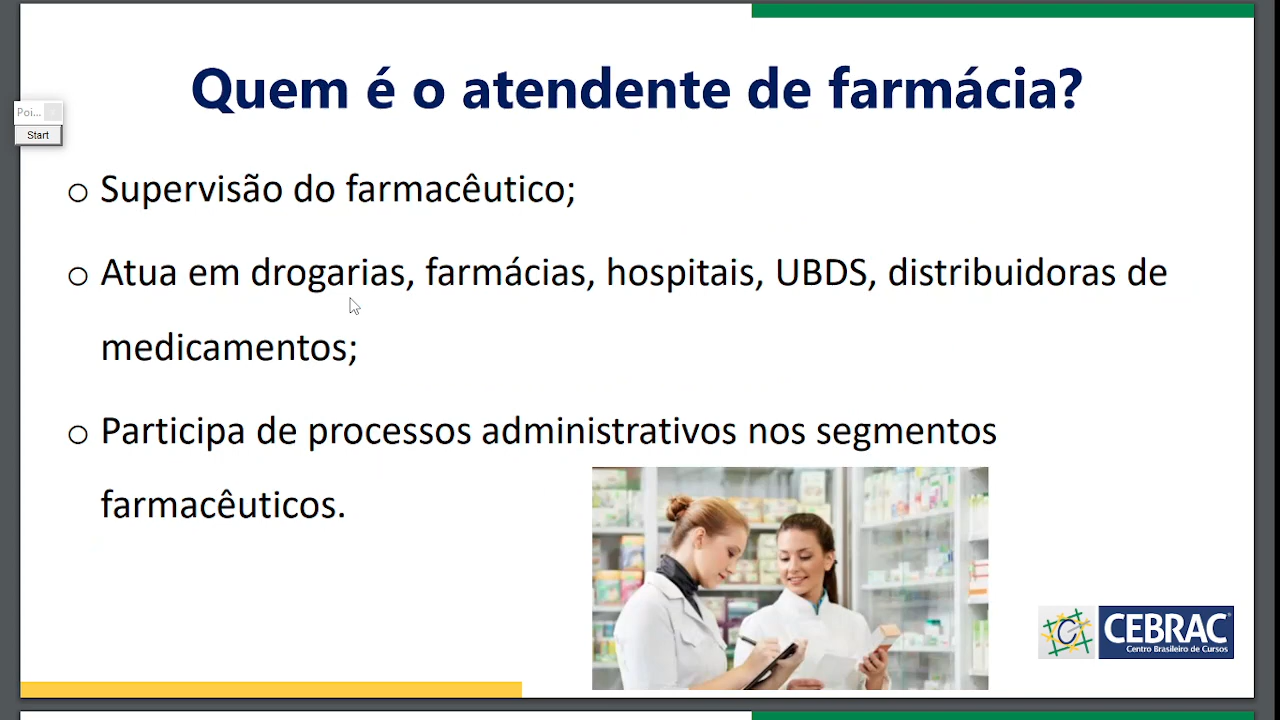 Quem é o atendente de farmácia?
Poi...
Start
o Supervisão do farmacêutico;
o Atua em drogarias, farmácias, hospitais, UBDS, distribuidoras de
medicamentos;
o Participa de processos administrativos nos segmentos
farmacêuticos.
CEBRAC
Centro Brasileiro de Cursos